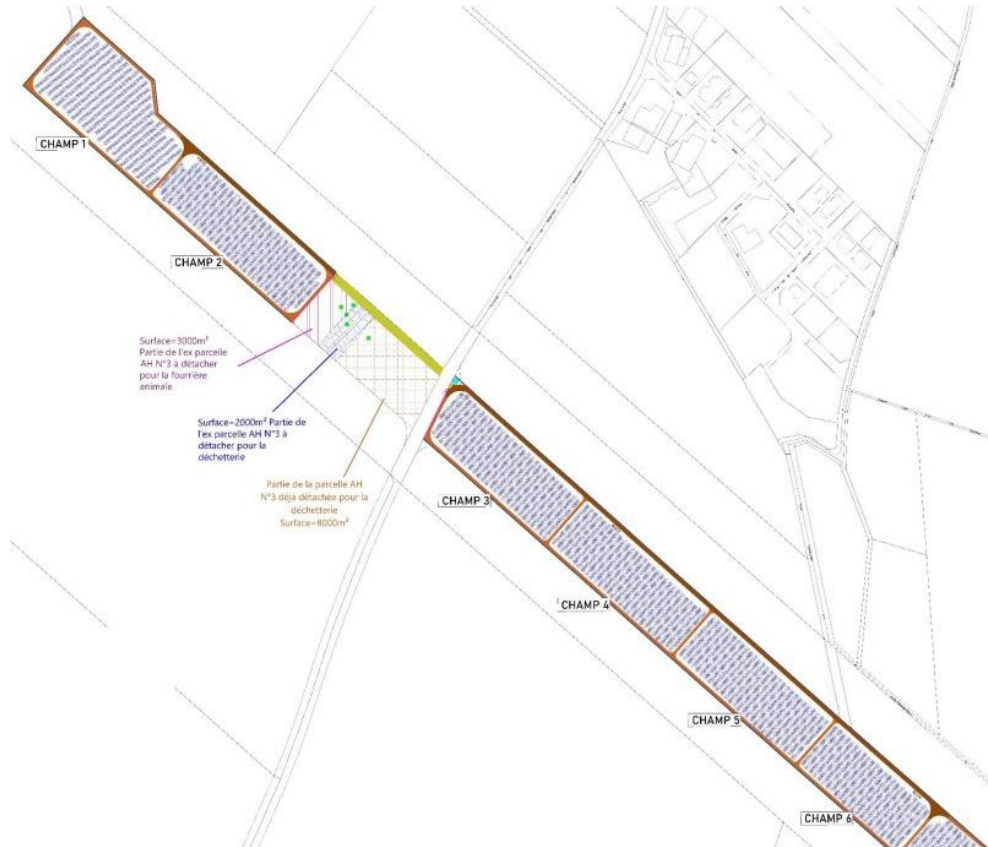 CHAMP 1
CHAMP 2
Surface=3000m²
Partie de l'ex parcelle
AH N°3 à détacher
pour la fourrière
animale
Surface=2000m² Partie de
l'ex parcelle AH N°3 à
détacher pour la
déchetterie
Partie de la parcelle AH
N°3 déjà détachée pour la
déchetterie
Surface=8000m²
CHAMP 3
CHAMP 4
CHAMP 5
CHAMP 6